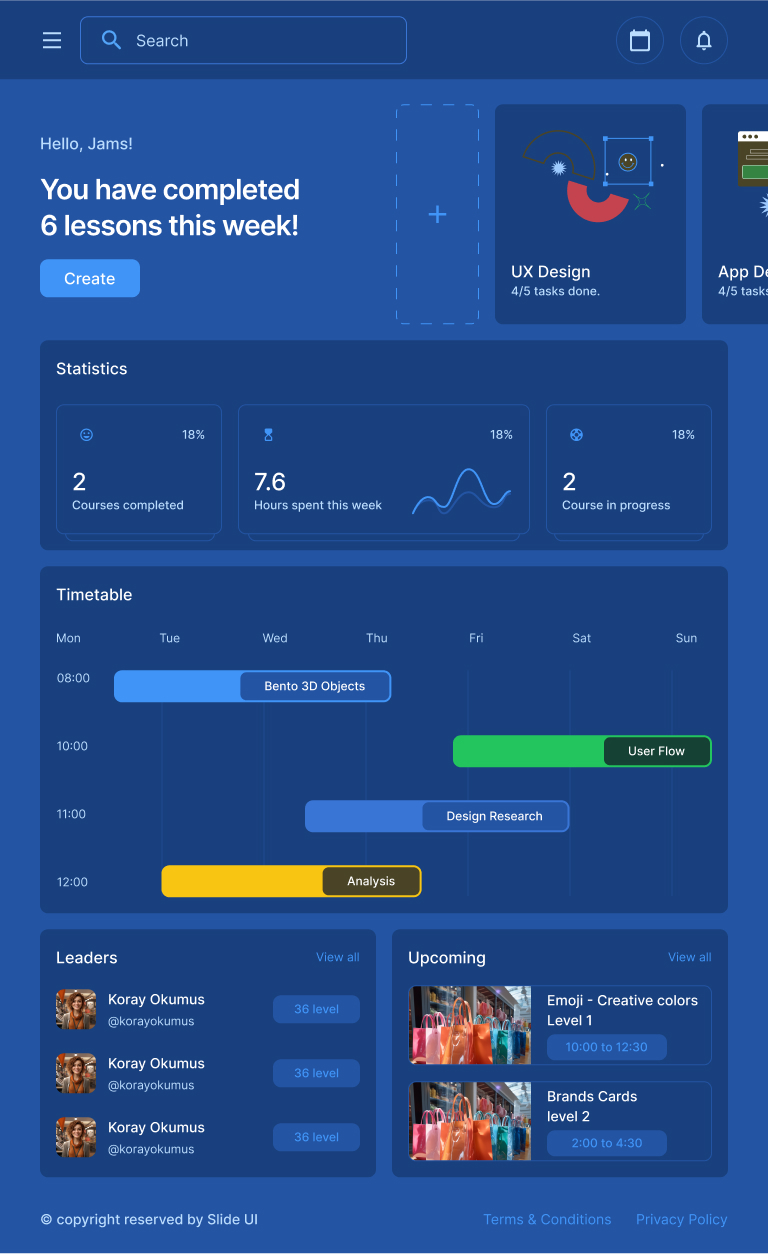 Search
Hello, Jams!
You have completed
6 lessons this week!
Create
+
UX Design
4/5 tasks done.
App De
4/5 tasks
Statistics
18%
2
Courses completed
18%
7.6
Hours spent this week
18%
2
Course in progress
Timetable
Mon Tue Wed Thu Fri Sat Sun
08:00
Bento 3D Objects
10:00
User Flow
11:00
Design Research
12:00
Analysis
Leaders
View all
Koray Okumus
@korayokumus
36 level
Koray Okumus
@korayokumus
36 level
Koray Okumus
@korayokumus
36 level
Upcoming
View all
Emoji - Creative colors
Level 1
10:00 to 12:30
Brands Cards
level 2
2:00 to 4:30
© copyright reserved by Slide UI
Terms & Conditions
Privacy Policy